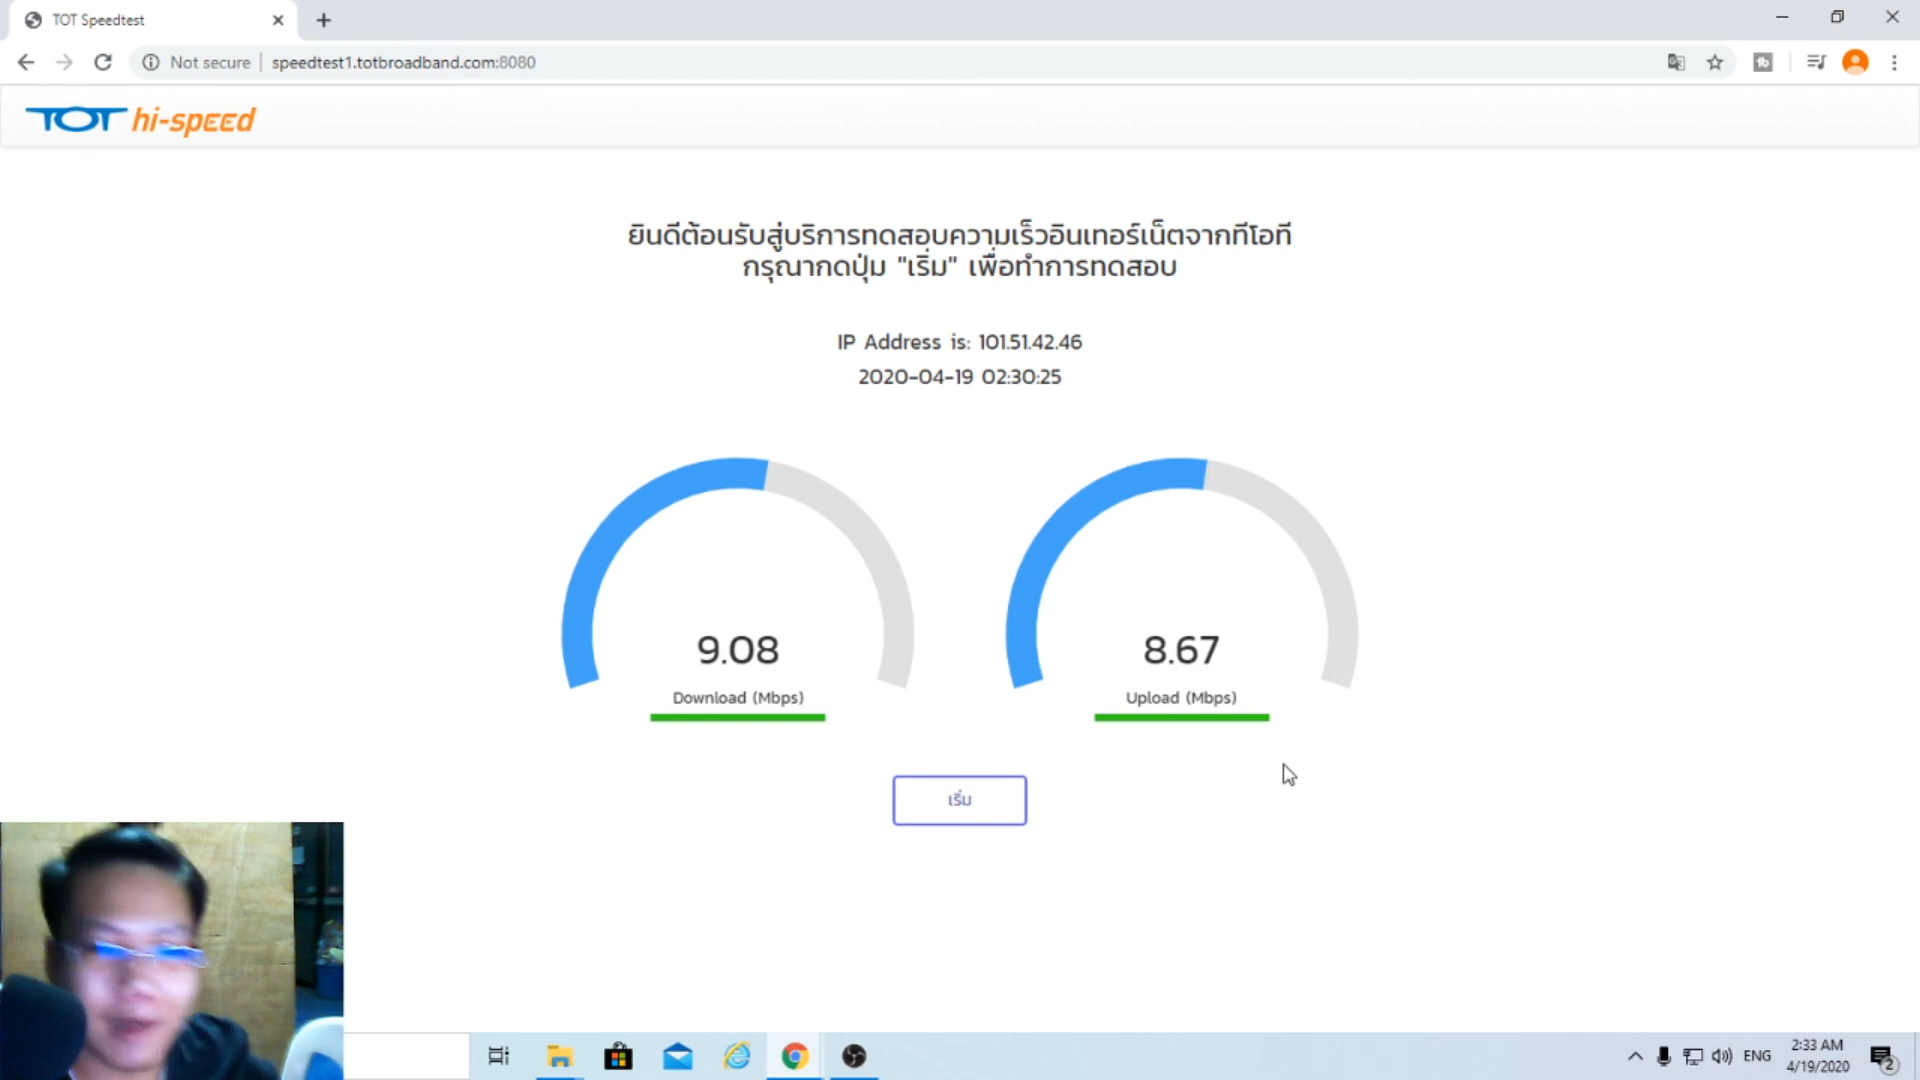 TOT Speedtest
Not secure
speedtest1.totbroadband.com:8080
TOT hi-speed
ยินดีต้อนรับสู่บริการทดสอบความเร็วอินเทอร์เน็ตจากทีโอที
กรุณากดปุ่ม "เริ่ม" เพื่อทำการทดสอบ
IP Address is: 101.51.42.46
2020-04-19 02:30:25
9.08
Download (Mbps)
8.67
Upload (Mbps)
เริ่ม
ENG
2:33 AM
4/19/2020
2